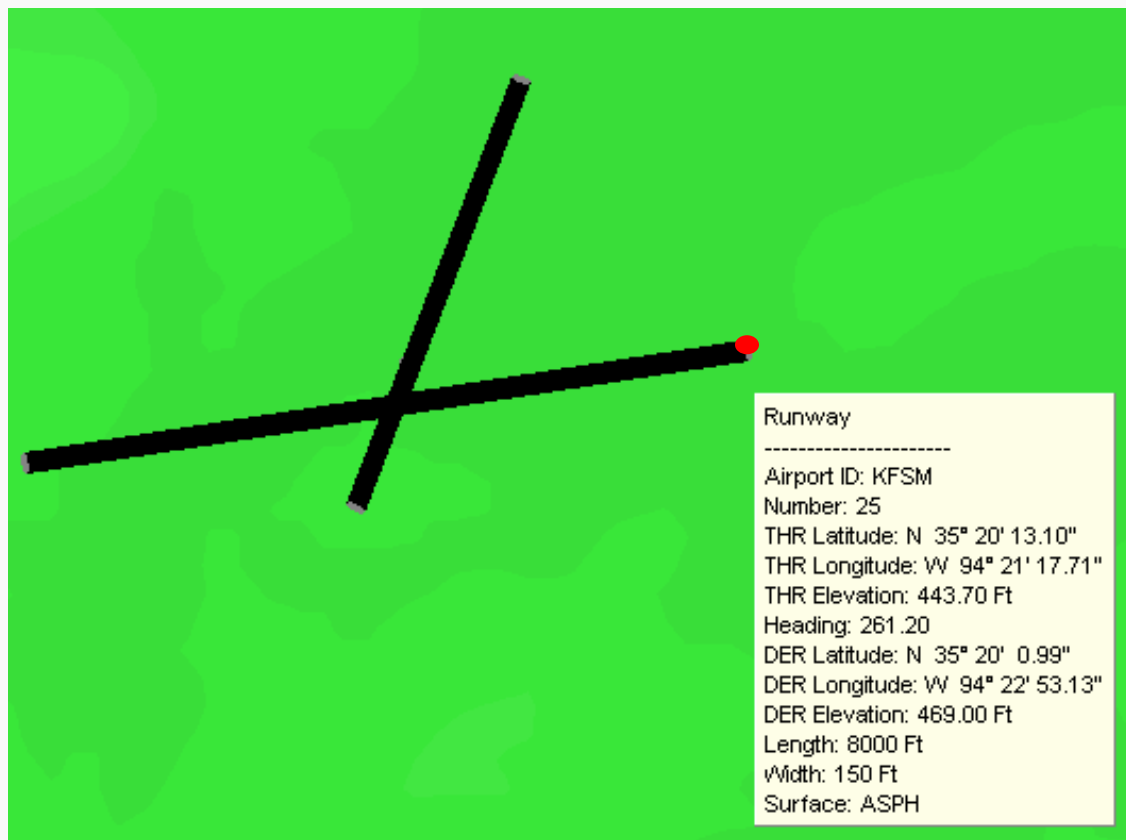 Runway
----------------------
Airport ID: KFSM
Number: 25
THR Latitude: N  35° 20' 13.10"
THR Longitude: W  94° 21' 17.71"
THR Elevation: 443.70 Ft
Heading: 261.20
DER Latitude: N  35° 20'  0.99"
DER Longitude: W  94° 22' 53.13"
DER Elevation: 469.00 Ft
Length: 8000 Ft
Width: 150 Ft
Surface: ASPH